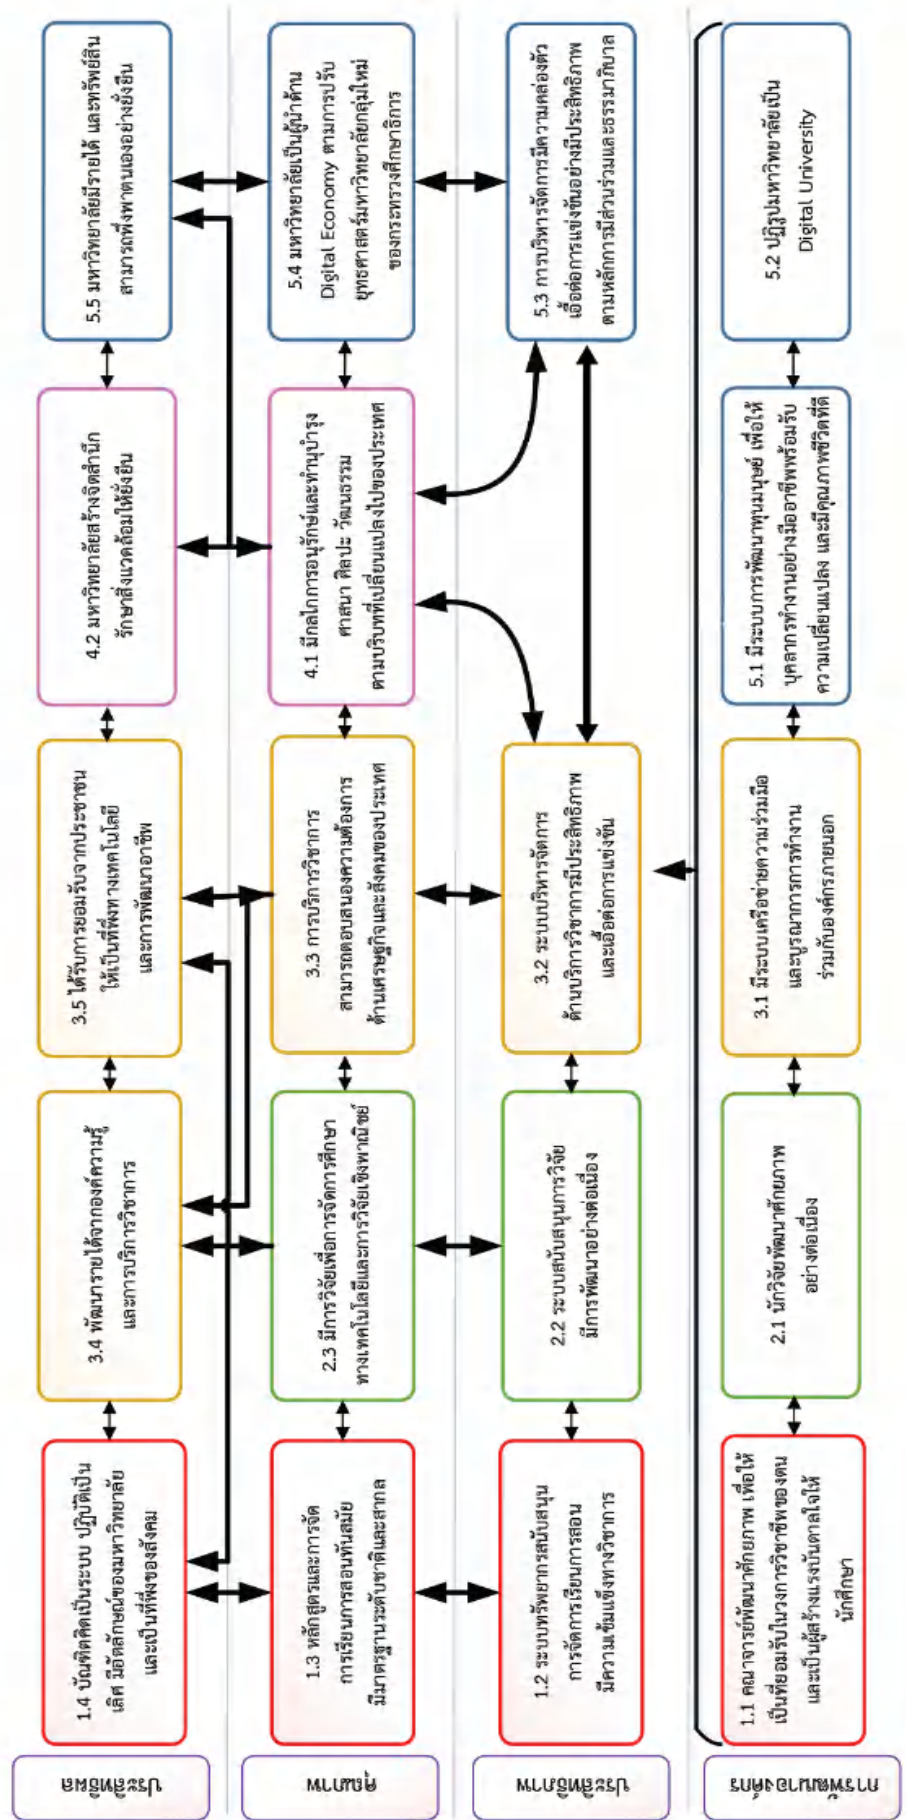 ประสิทธิผล
1.4 บัณฑิตคิดเป็นระบบ ปฏิบัติเป็น
เลิศ มีอัตลักษณ์ของมหาวิทยาลัย
และเป็นที่พึ่งของสังคม
3.4 พัฒนารายได้จากองค์ความรู้
และการบริการวิชาการ
3.5 ได้รับการยอมรับจากประชาชน
ให้เป็นที่พึ่งทางเทคโนโลยี
และการพัฒนาอาชีพ
4.2 มหาวิทยาลัยสร้างจิตสำนึก
รักษาสิ่งแวดล้อมให้ยั่งยืน
5.5 มหาวิทยาลัยมีรายได้ และทรัพย์สิน
สามารถพึ่งพาตนเองอย่างยั่งยืน
คุณภาพ
1.3 หลักสูตรและการจัด
การเรียนการสอนทันสมัย
มีมาตรฐานระดับชาติและสากล
2.3 มีการวิจัยเพื่อการจัดการศึกษา
ทางเทคโนโลยีและการวิจัยเชิงพาณิชย์
3.3 การบริการวิชาการ
สามารถตอบสนองความต้องการ
ด้านเศรษฐกิจและสังคมของประเทศ
4.1 มีกลไกการอนุรักษ์และทำนุบำรุง
ศาสนา ศิลปะ วัฒนธรรม
ตามบริบทที่เปลี่ยนแปลงไปของประเทศ
5.4 มหาวิทยาลัยเป็นผู้นำด้าน
Digital Economy ตามการปรับ
ยุทธศาสตร์มหาวิทยาลัยกลุ่มใหม่
ของกระทรวงศึกษาธิการ
ประสิทธิภาพ
1.2 ระบบทรัพยากรสนับสนุน
การจัดการเรียนการสอน
มีความเข้มแข็งทางวิชาการ
2.2 ระบบสนับสนุนการวิจัย
มีการพัฒนาอย่างต่อเนื่อง
3.2 ระบบบริหารจัดการ
ด้านบริการวิชาการมีประสิทธิภาพ
และเอื้อต่อการแข่งขัน
5.3 การบริหารจัดการมีความคล่องตัว
เอื้อต่อการแข่งขันอย่างมีประสิทธิภาพ
ตามหลักการมีส่วนร่วมและธรรมาภิบาล
การพัฒนาองค์กร
1.1 คณาจารย์พัฒนาศักยภาพ เพื่อให้
เป็นที่ยอมรับในวงการวิชาชีพของตน
และเป็นผู้สร้างแรงบันดาลใจให้
นักศึกษา
2.1 นักวิจัยพัฒนาศักยภาพ
อย่างต่อเนื่อง
3.1 มีระบบเครือข่ายความร่วมมือ
และบูรณาการการทำงาน
ร่วมกับองค์กรภายนอก
5.1 มีระบบการพัฒนาทุนมนุษย์ เพื่อให้
บุคลากรทำงานอย่างมืออาชีพพร้อมรับ
ความเปลี่ยนแปลง และมีคุณภาพชีวิตที่ดี
5.2 ปฏิรูปมหาวิทยาลัยเป็น
Digital University